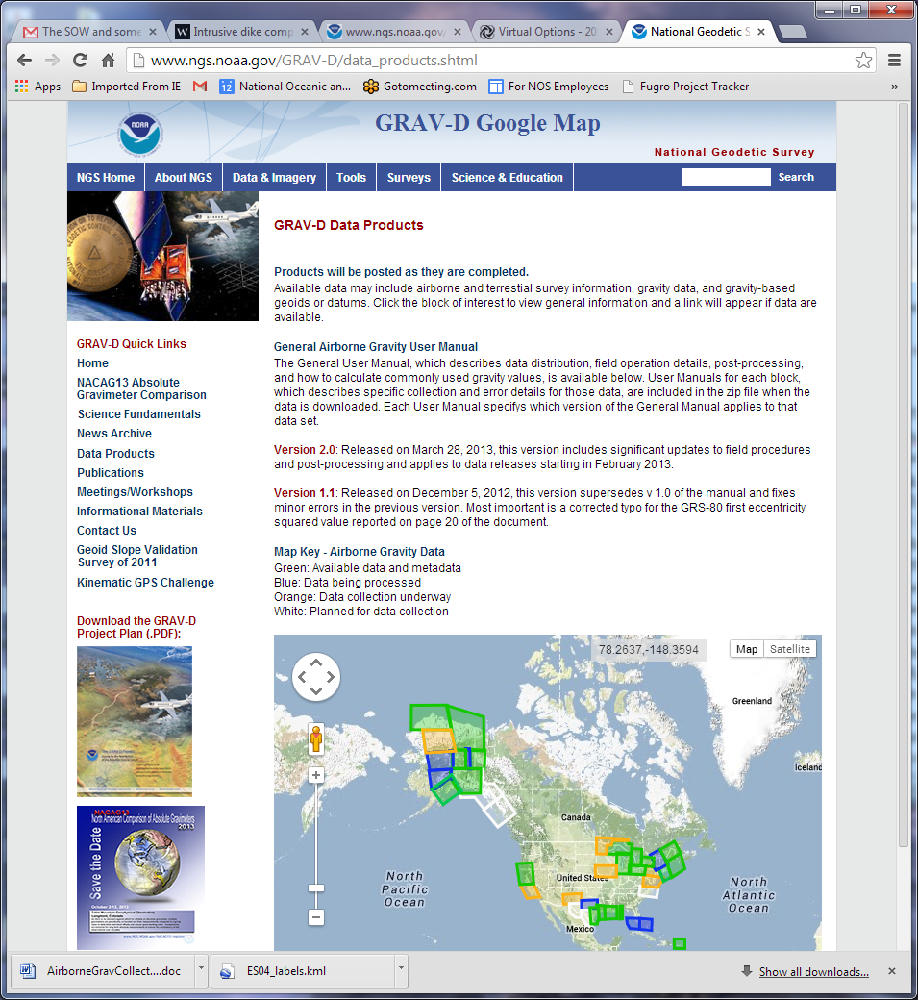 The SOW and some
Intrusive dike comp
www.ngs.noaa.gov/
Virtual Options - 20
National Geodetic S
www.ngs.noaa.gov/GRAV-D/data_products.shtml
Apps
Imported From IE
12
National Oceanic an...
Gotomeeting.com
For NOS Employees
Fugro Project Tracker
»
NOAA
GRAV-D Google Map
National Geodetic Survey
NGS Home
About NGS
Data & Imagery
Tools
Surveys
Science & Education
Search
GRAV-D Quick Links
Home
NACAG13 Absolute
Gravimeter Comparison
Science Fundamentals
News Archive
Data Products
Publications
Meetings/Workshops
Informational Materials
Contact Us
Geoid Slope Validation
Survey of 2011
Kinematic GPS Challenge
Download the GRAV-D
Project Plan (.PDF):
NACAG13
North American Comparison of Absolute Gravimeters
2013
Save the Date
GRAV-D Data Products
Products will be posted as they are completed.
Available data may include airborne and terrestial survey information, gravity data, and gravity-based
geoids or datums. Click the block of interest to view general information and a link will appear if data are
available.
General Airborne Gravity User Manual
The General User Manual, which describes data distribution, field operation details, post-processing,
and how to calculate commonly used gravity values, is available below. User Manuals for each block,
which describes specific collection and error details for those data, are included in the zip file when the
data is downloaded. Each User Manual specifys which version of the General Manual applies to that
data set.
Version 2.0: Released on March 28, 2013, this version includes significant updates to field procedures
and post-processing and applies to data releases starting in February 2013.
Version 1.1: Released on December 5, 2012, this version supersedes v 1.0 of the manual and fixes
minor errors in the previous version. Most important is a corrected typo for the GRS-80 first eccentricity
squared value reported on page 20 of the document.
Map Key - Airborne Gravity Data
Green: Available data and metadata
Blue: Data being processed
Orange: Data collection underway
White: Planned for data collection
78.2637,-148.3594
Map
Satellite
Greenland
Iceland
Canada
North
Pacific
Ocean
United States
North
Atlantic
Ocean
Mexico
AirborneGravCollect....doc
ES04_labels.kml
Show all downloads...